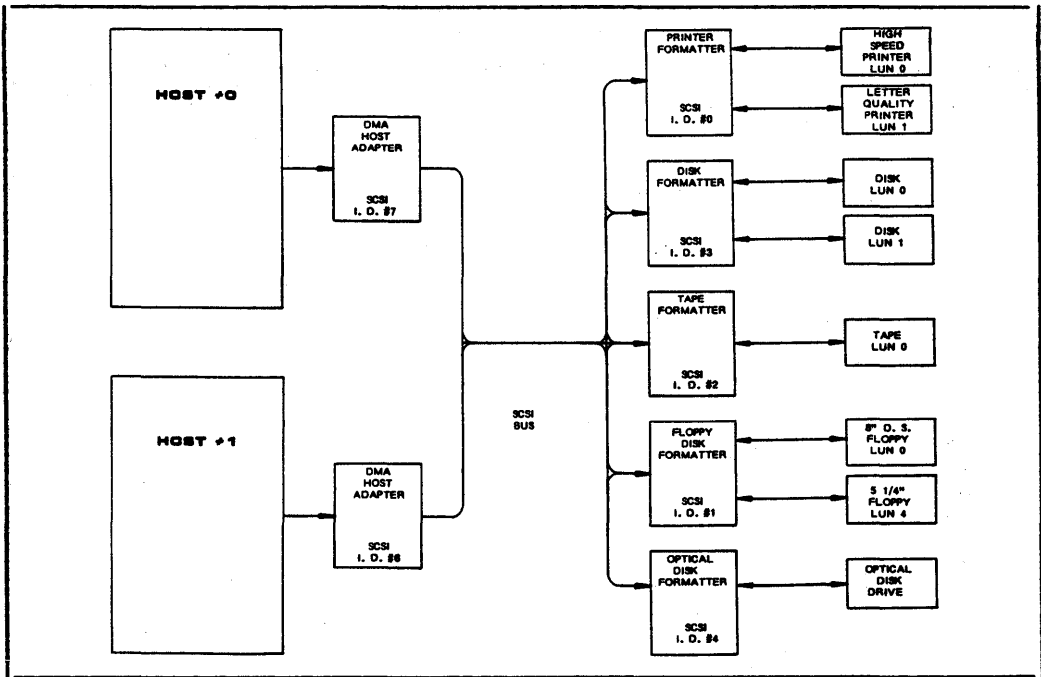 HOST #0
DMA
HOST
ADAPTER
SCSI
I. D. #7
HOST #1
DMA
HOST
ADAPTER
SCSI
I. D. #6
SCSI
BUS
PRINTER
FORMATTER
SCSI
I. D. #0
HIGH
SPEED
PRINTER
LUN 0
LETTER
QUALITY
PRINTER
LUN 1
DISK
FORMATTER
SCSI
I. D. #3
DISK
LUN 0
DISK
LUN 1
TAPE
FORMATTER
SCSI
I. D. #2
TAPE
LUN 0
FLOPPY
DISK
FORMATTER
SCSI
I. D. #1
8" D. S.
FLOPPY
LUN 0
5 1/4"
FLOPPY
LUN 4
OPTICAL
DISK
FORMATTER
SCSI
I. D. #4
OPTICAL
DISK
DRIVE